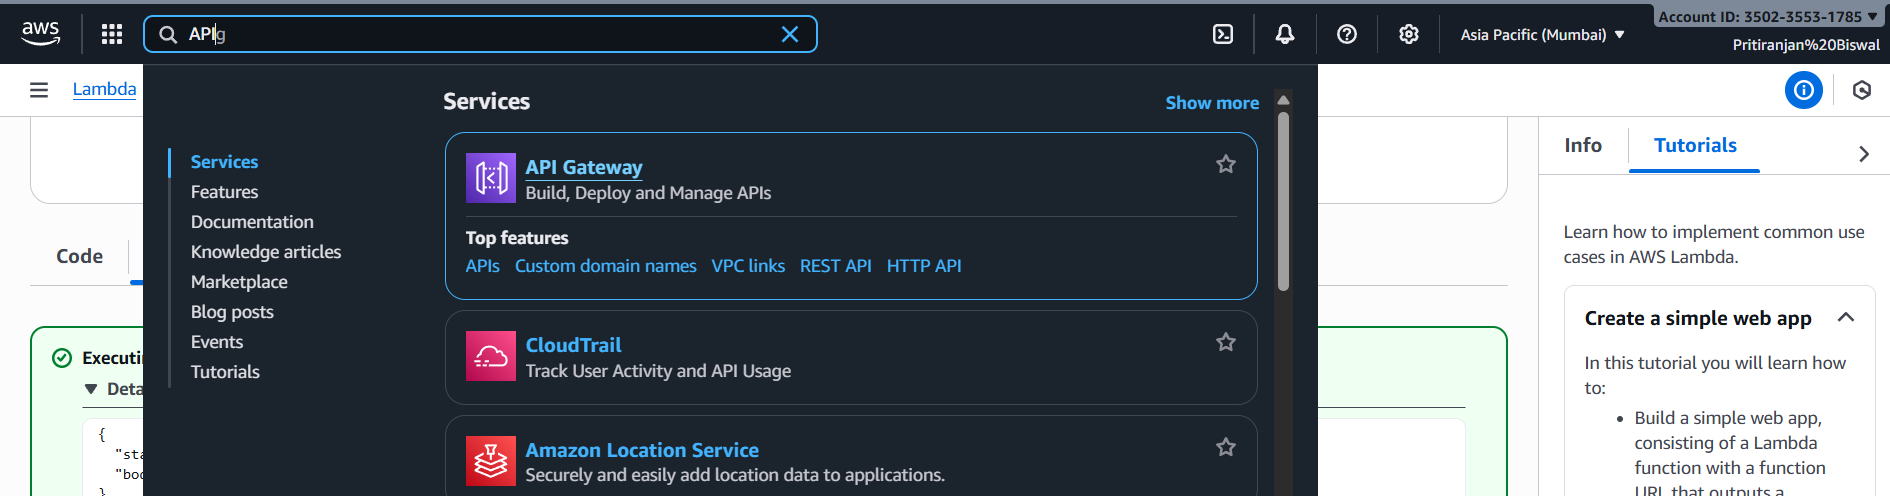 aws
APIg
Asia Pacific (Mumbai) ▼
Account ID: 3502-3553-1785 ▼
Pritiranjan%20Biswal
Lambda
Services
Features
Documentation
Knowledge articles
Marketplace
Blog posts
Events
Tutorials
Services
Show more
API Gateway
Build, Deploy and Manage APIs
Top features
APIs Custom domain names VPC links REST API HTTP API
CloudTrail
Track User Activity and API Usage
Amazon Location Service
Securely and easily add location data to applications.
Code
{
}
Info
Tutorials
Learn how to implement common use
cases in AWS Lambda.
Create a simple web app
In this tutorial you will learn how
to:
• Build a simple web app,
consisting of a Lambda
function with a function
URL that outputs a